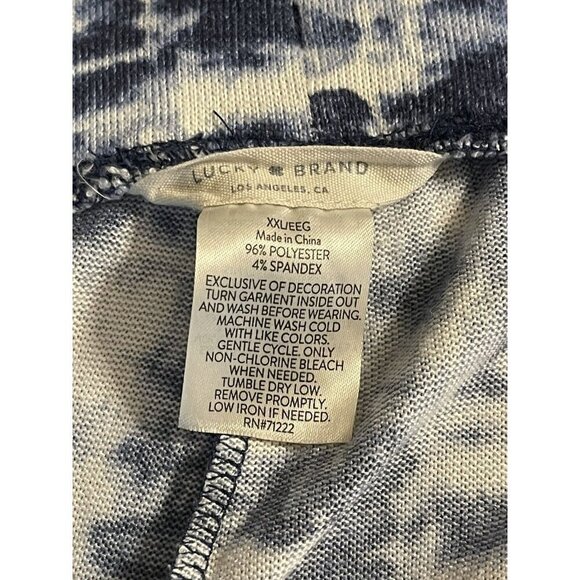 LUCKY BRAND
LOS ANGELES, CA
XXL/EEG
Made in China
96% POLYESTER
4% SPANDEX
EXCLUSIVE OF DECORATION
TURN GARMENT INSIDE OUT
AND WASH BEFORE WEARING.
MACHINE WASH COLD
WITH LIKE COLORS.
GENTLE CYCLE. ONLY
NON-CHLORINE BLEACH
WHEN NEEDED.
TUMBLE DRY LOW.
REMOVE PROMPTLY.
LOW IRON IF NEEDED.
RN#71222